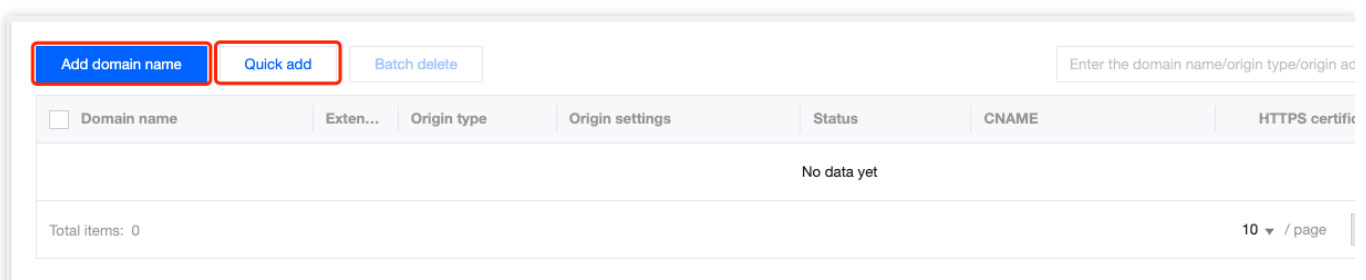 Add domain name Quick add Batch delete Enter the domain name/origin type/origin ad
Domain name Exten... Origin type Origin settings Status CNAME HTTPS certific
No data yet
Total items: 0 10 / page